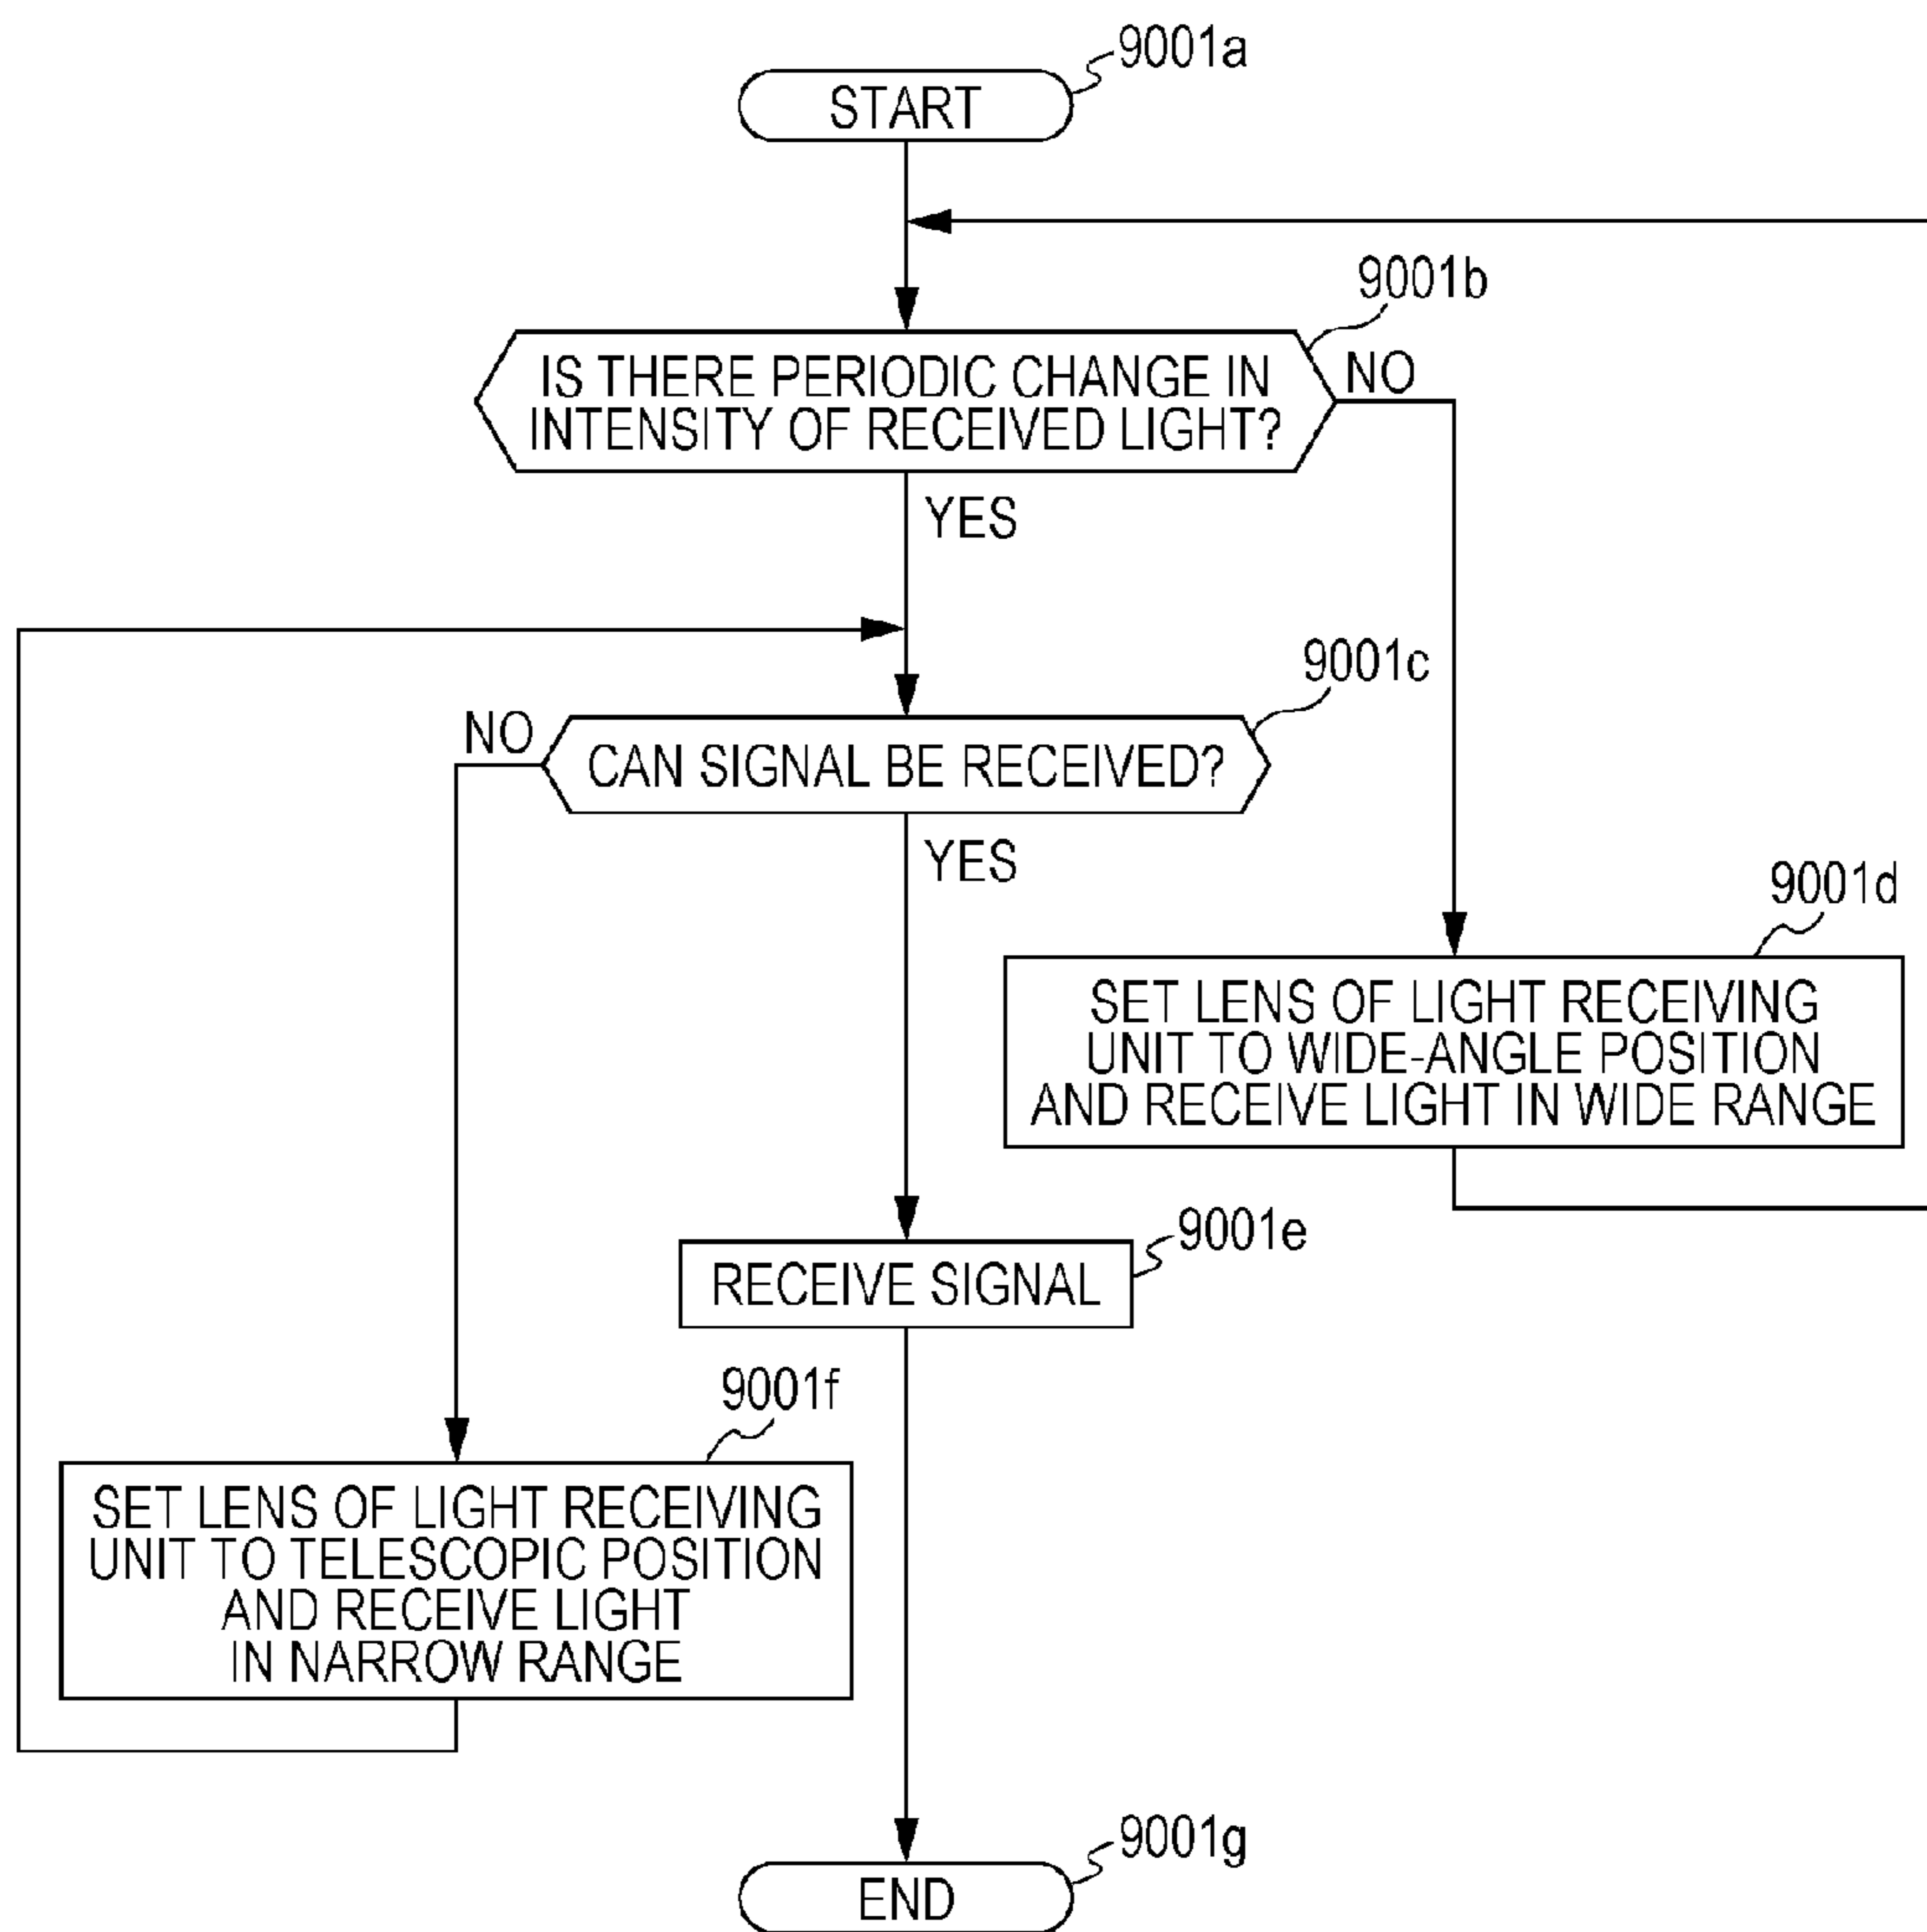 9001a
START
9001b
IS THERE PERIODIC CHANGE IN
INTENSITY OF RECEIVED LIGHT?
NO
YES
9001c
NO
CAN SIGNAL BE RECEIVED?
YES
9001d
SET LENS OF LIGHT RECEIVING
UNIT TO WIDE-ANGLE POSITION
AND RECEIVE LIGHT IN WIDE RANGE
9001e
RECEIVE SIGNAL
9001f
SET LENS OF LIGHT RECEIVING
UNIT TO TELESCOPIC POSITION
AND RECEIVE LIGHT
IN NARROW RANGE
9001g
END